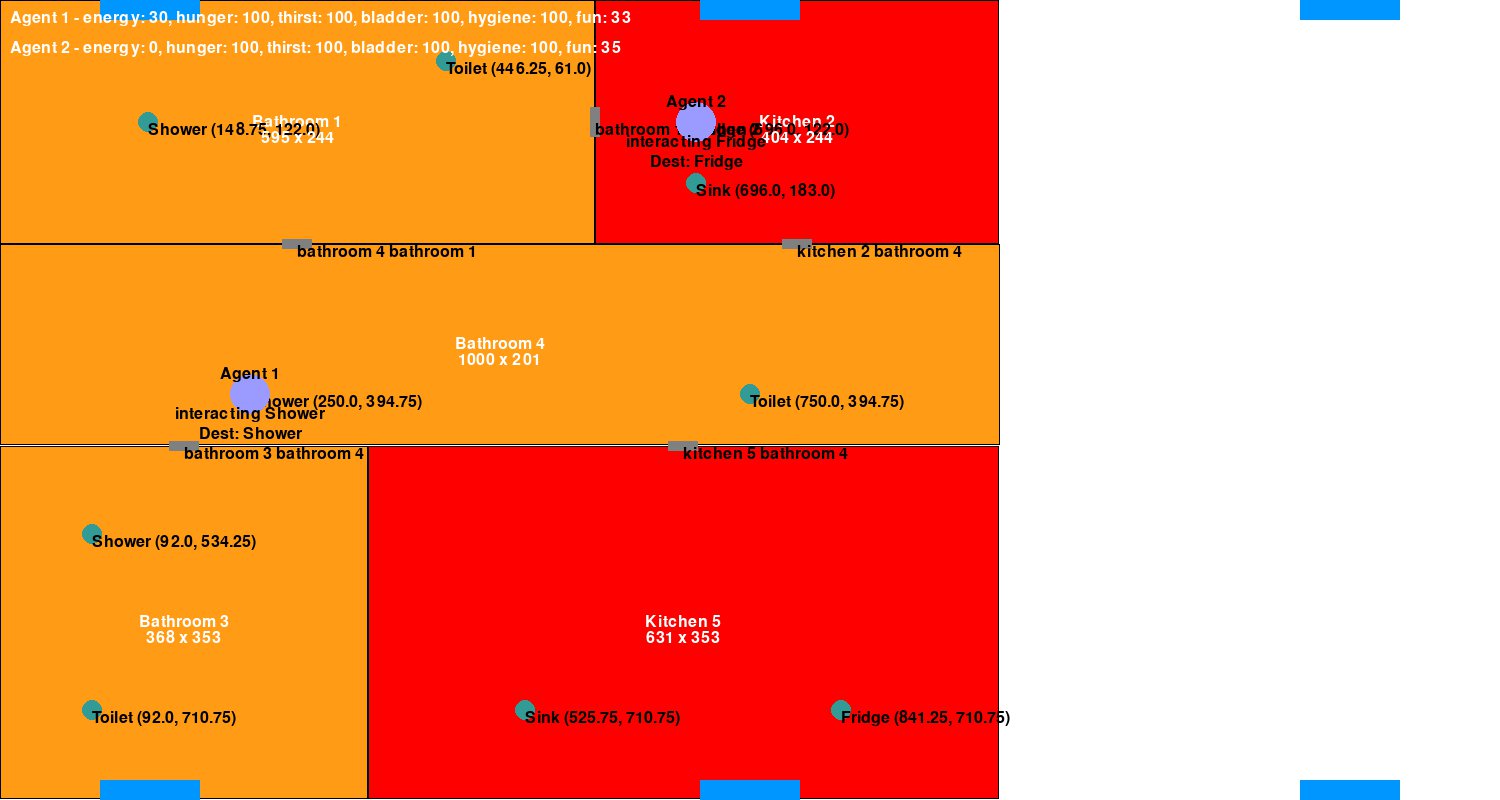 Agent 1 - energy: 30, hunger: 100, thirst: 100, bladder: 100, hygiene: 100, fun: 33
Agent 2 - energy: 0, hunger: 100, thirst: 100, bladder: 100, hygiene: 100, fun: 35
Toilet (446.25, 61.0)
Agent 2
Shower (148.75, 122.0)
Bathroom 1
595 x 244
bathroom
Kitchen 2
404 x 244
interacting Fridge
Dest: Fridge
Sink (696.0, 183.0)
bathroom 4 bathroom 1
kitchen 2 bathroom 4
Bathroom 4
1000 x 201
Agent 1
(250.0, 394.75)
Toilet (750.0, 394.75)
interacting Shower
Dest: Shower
bathroom 3 bathroom 4
kitchen 5 bathroom 4
Shower (92.0, 534.25)
Bathroom 3
368 x 353
Kitchen 5
631 x 353
Toilet (92.0, 710.75)
Sink (525.75, 710.75)
Fridge (841.25, 710.75)